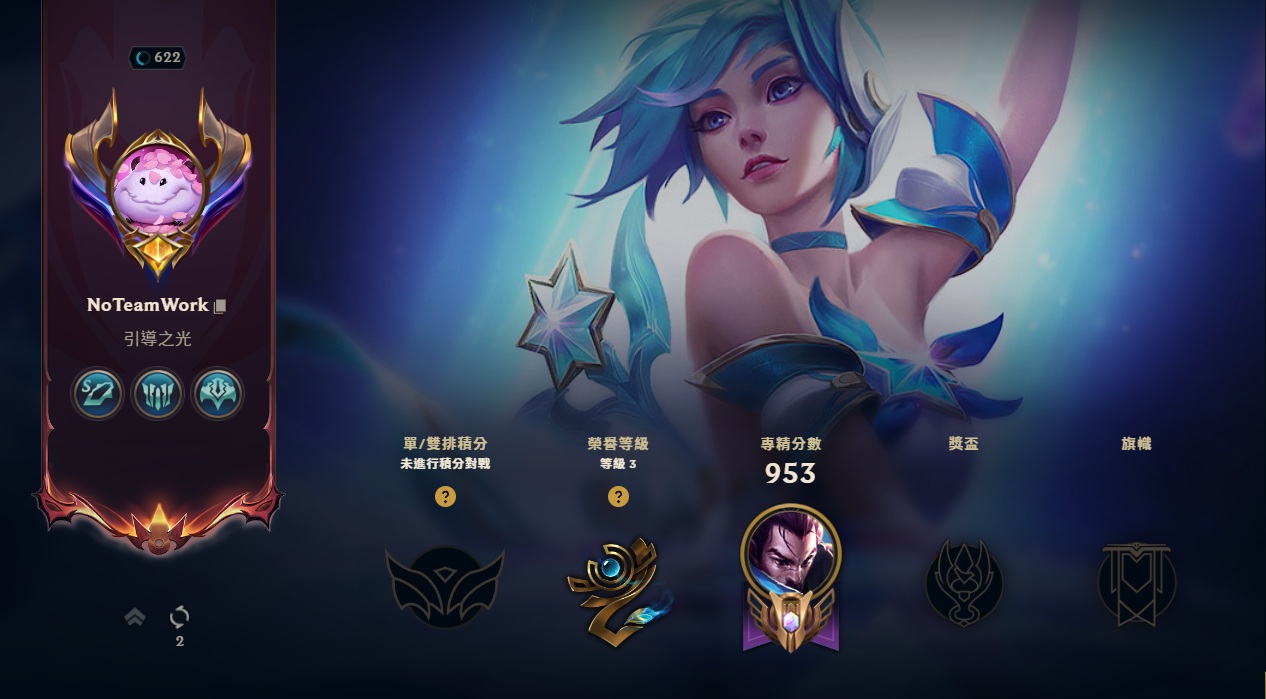 622
NoTeamWork
引導之光
單/雙排積分
未進行積分對戰
?
榮譽等級
等級 3
?
專精分數
953
獎盃
旗幟
2